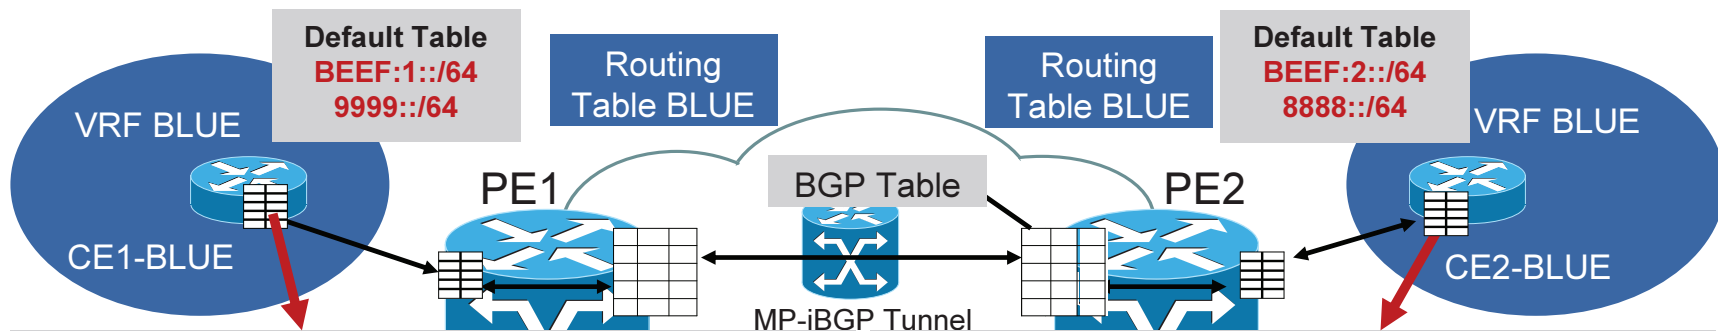 Default Table
BEEF:1::/64
9999::/64
Routing
Table BLUE
Routing
Table BLUE
Default Table
BEEF:2::/64
8888::/64
VRF BLUE
VRF BLUE
PE1
BGP Table
PE2
CE1-BLUE
CE2-BLUE
MP-iBGP Tunnel